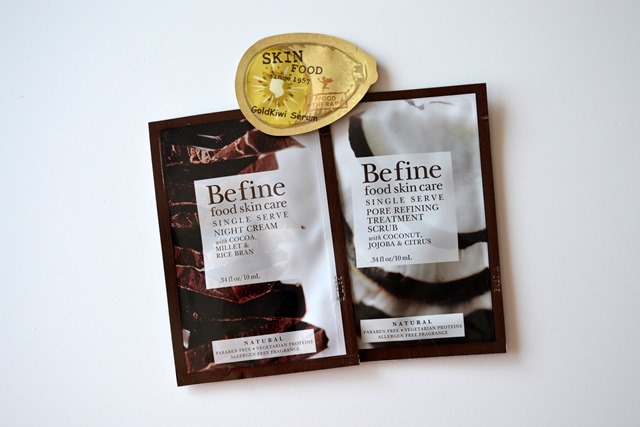 SKIN
FOOD
since 1957
FOOD
THERAPY
GoldKiwi Serum
Befine
food skin care
SINGLE SERVE
NIGHT CREAM
with COCOA,
MILLET &
RICE BRAN
.34 fl oz/10 mL
NATURAL
PARABEN FREE • VEGETARIAN PROTEINS
ALLERGEN FREE FRAGRANCE
Befine
food skin care
SINGLE SERVE
PORE REFINING
TREATMENT
SCRUB
with COCONUT,
JOJOBA & CITRUS
.34 fl oz/10 mL
NATURAL
PARABEN FREE • VEGETARIAN PROTEINS
ALLERGEN FREE FRAGRANCE